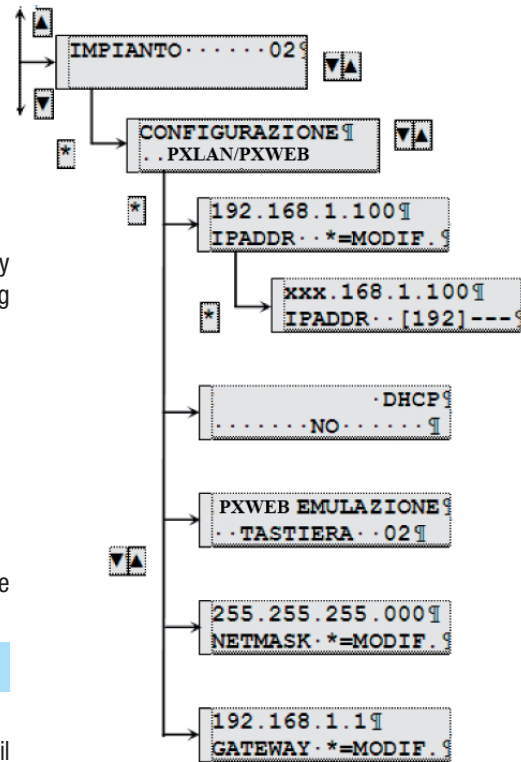 IMPIANTO······02¶
CONFIGURAZIONE¶
..PXLAN/PXWEB
*
*
192.168.1.100¶
IPADDR··*=MODIF.¶
y
g
xxx.168.1.100¶
IPADDR··[192]---¶
*
·DHCP¶
·······NO······¶
PXWEB EMULAZIONE¶
··TASTIERA··02¶
e
255.255.255.000¶
NETMASK·*=MODIF.¶
192.168.1.1¶
GATEWAY·*=MODIF.¶
il